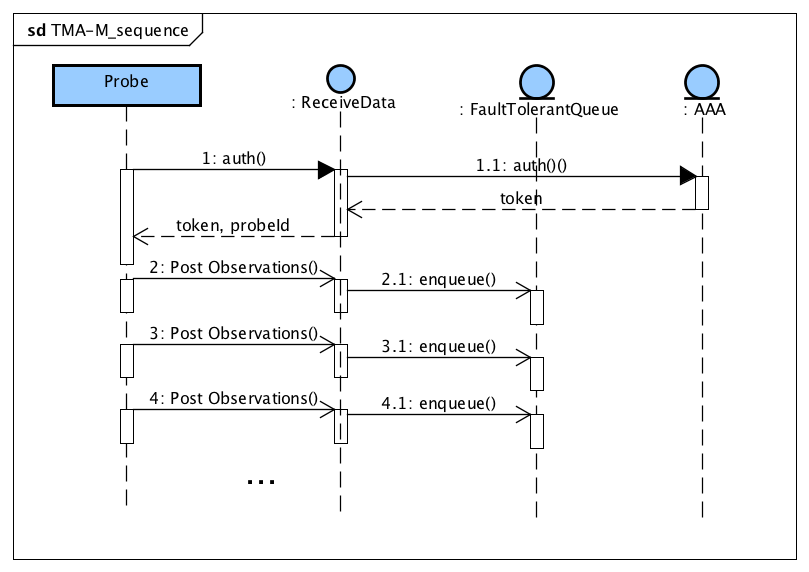 sd TMA-M_sequence
Probe
: ReceiveData
: FaultTolerantQueue
: AAA
1: auth()
1.1: auth()()
token
token, probeId
2: Post Observations()
2.1: enqueue()
3: Post Observations()
3.1: enqueue()
4: Post Observations()
4.1: enqueue()
...